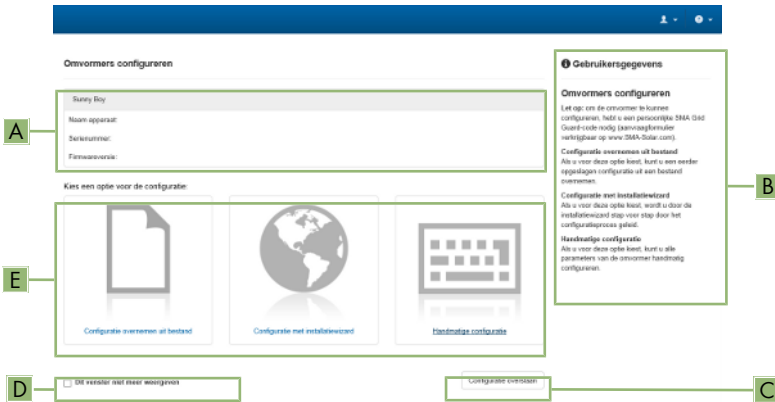 Omvormers configureren
Sunny Boy
Naam apparaat:
Serienummer:
Firmwareversie:
A
Kies een optie voor de configuratie:
E
Configuratie overnemen uit bestand
Configuratie met installatiewizard
Handmatige configuratie
D
Dit venster niet meer weergeven
Configuratie overslaan
C
Gebruikersgegevens
Omvormers configureren
Let op: om de omvormer te kunnen
configureren, hebt u een persoonlijke SMA Grid
Guard-code nodig (aanvraagformulier
verkrijgbaar op www.SMA-Solar.com).
Configuratie overnemen uit bestand
Als u voor deze optie kiest, kunt u een eerder
opgeslagen configuratie uit een bestand
overnemen.
Configuratie met installatiewizard
Als u voor deze optie kiest, wordt u door de
installatiewizard stap voor stap door het
configuratieproces geleid.
Handmatige configuratie
Als u voor deze optie kiest, kunt u alle
parameters van de omvormer handmatig
configureren.
B